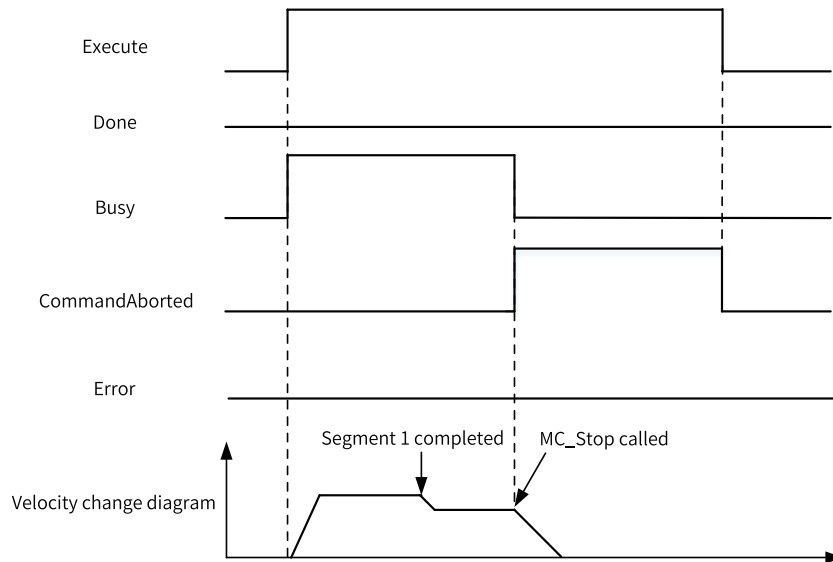 Execute
Done
Busy
CommandAborted
Error
Segment 1 completed
MC_Stop called
Velocity change diagram